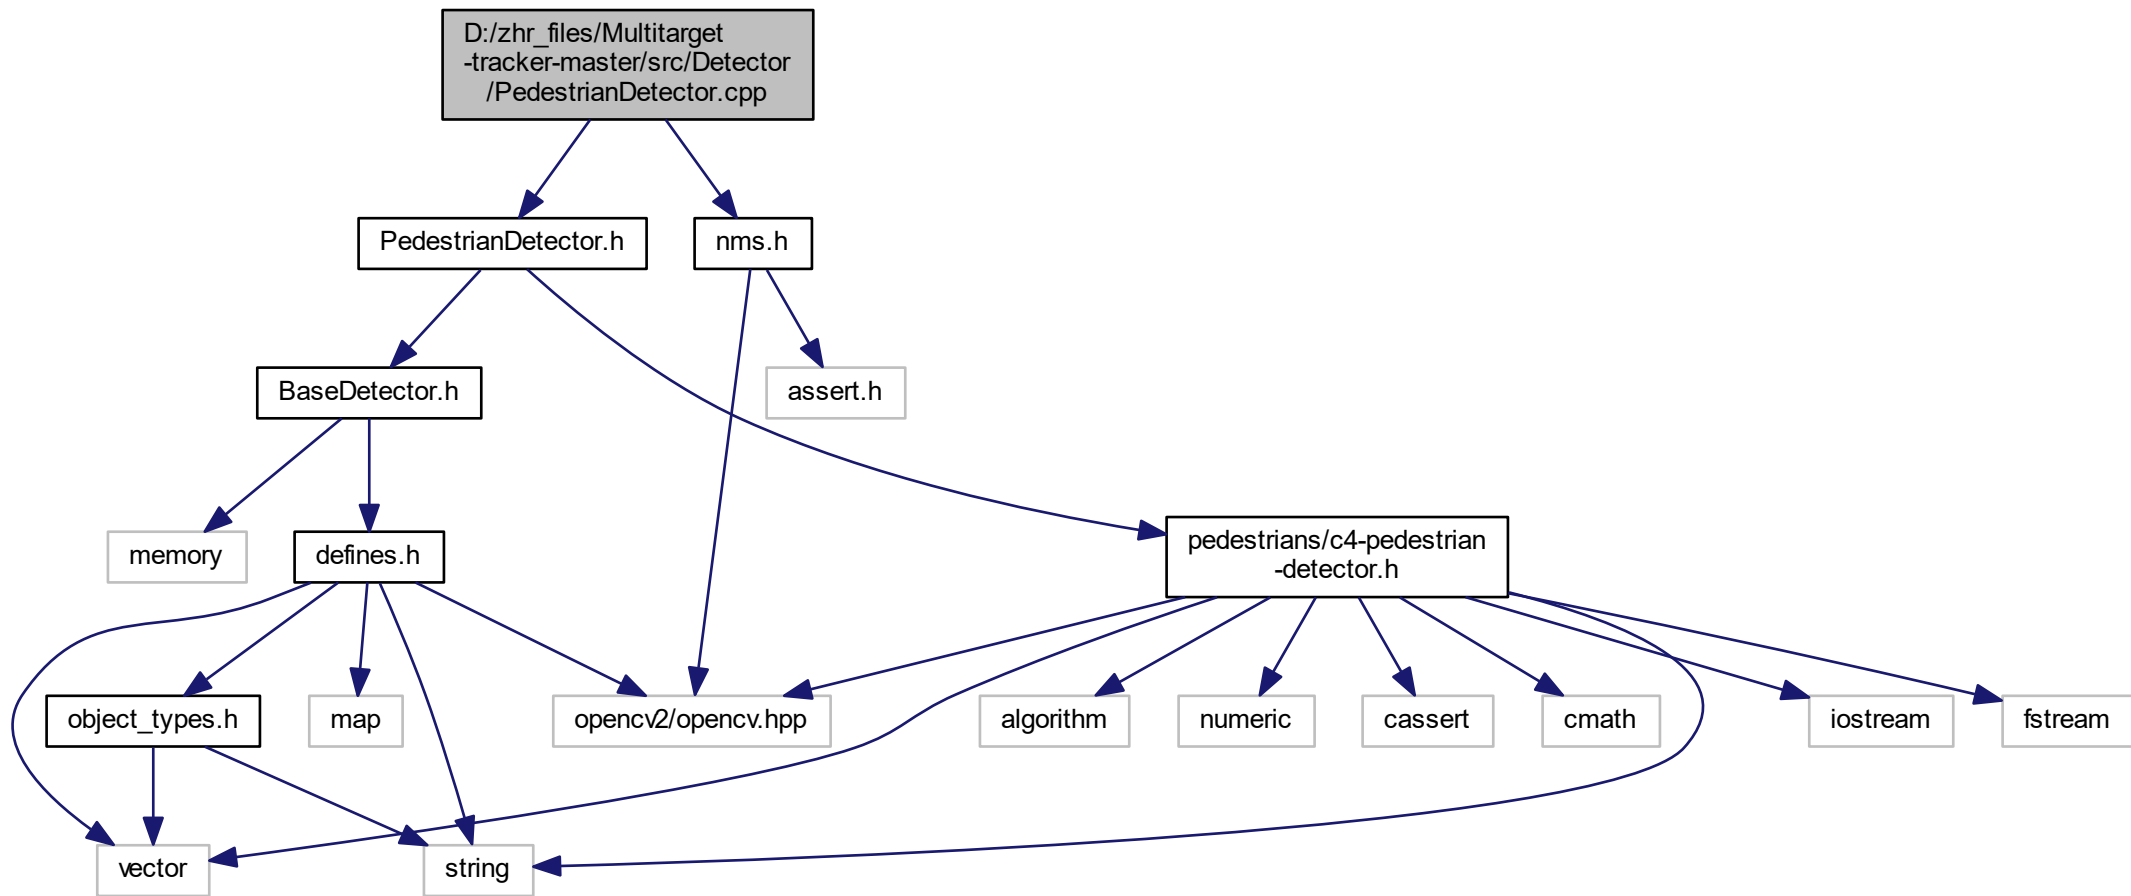 D:/zhr_files/Multitarget
-tracker-master/src/Detector
/PedestrianDetector.cpp
PedestrianDetector.h
nms.h
BaseDetector.h
assert.h
memory
defines.h
pedestrians/c4-pedestrian
-detector.h
object_types.h
map
opencv2/opencv.hpp
algorithm
numeric
cassert
cmath
iostream
fstream
vector
string